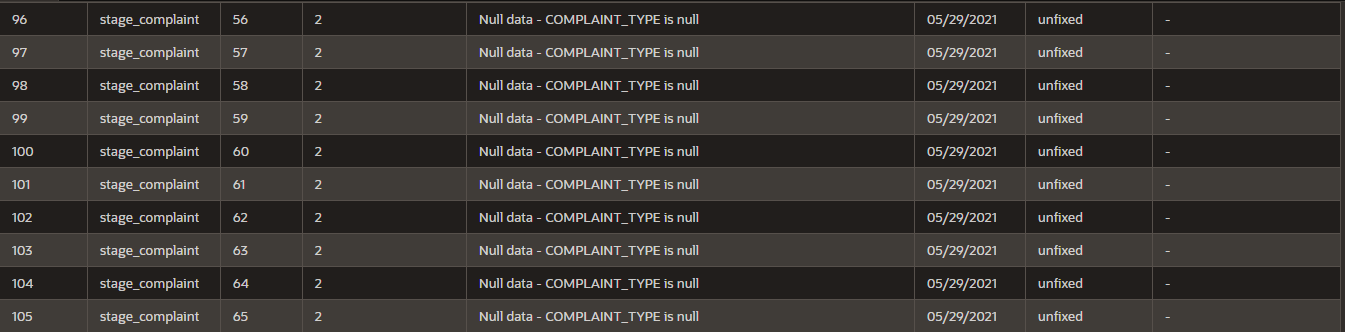 96 stage_complaint 56 2 Null data - COMPLAINT_TYPE is null 05/29/2021 unfixed -
97 stage_complaint 57 2 Null data - COMPLAINT_TYPE is null 05/29/2021 unfixed -
98 stage_complaint 58 2 Null data - COMPLAINT_TYPE is null 05/29/2021 unfixed -
99 stage_complaint 59 2 Null data - COMPLAINT_TYPE is null 05/29/2021 unfixed -
100 stage_complaint 60 2 Null data - COMPLAINT_TYPE is null 05/29/2021 unfixed -
101 stage_complaint 61 2 Null data - COMPLAINT_TYPE is null 05/29/2021 unfixed -
102 stage_complaint 62 2 Null data - COMPLAINT_TYPE is null 05/29/2021 unfixed -
103 stage_complaint 63 2 Null data - COMPLAINT_TYPE is null 05/29/2021 unfixed -
104 stage_complaint 64 2 Null data - COMPLAINT_TYPE is null 05/29/2021 unfixed -
105 stage_complaint 65 2 Null data - COMPLAINT_TYPE is null 05/29/2021 unfixed -